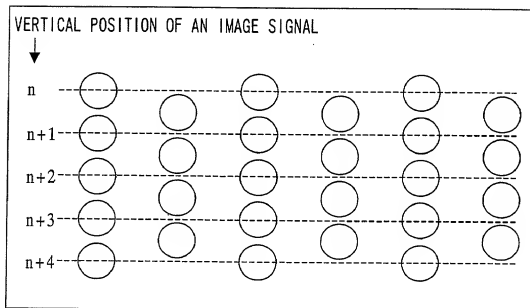 VERTICAL POSITION OF AN IMAGE SIGNAL
n
n+1
n+2
n+3
n+4